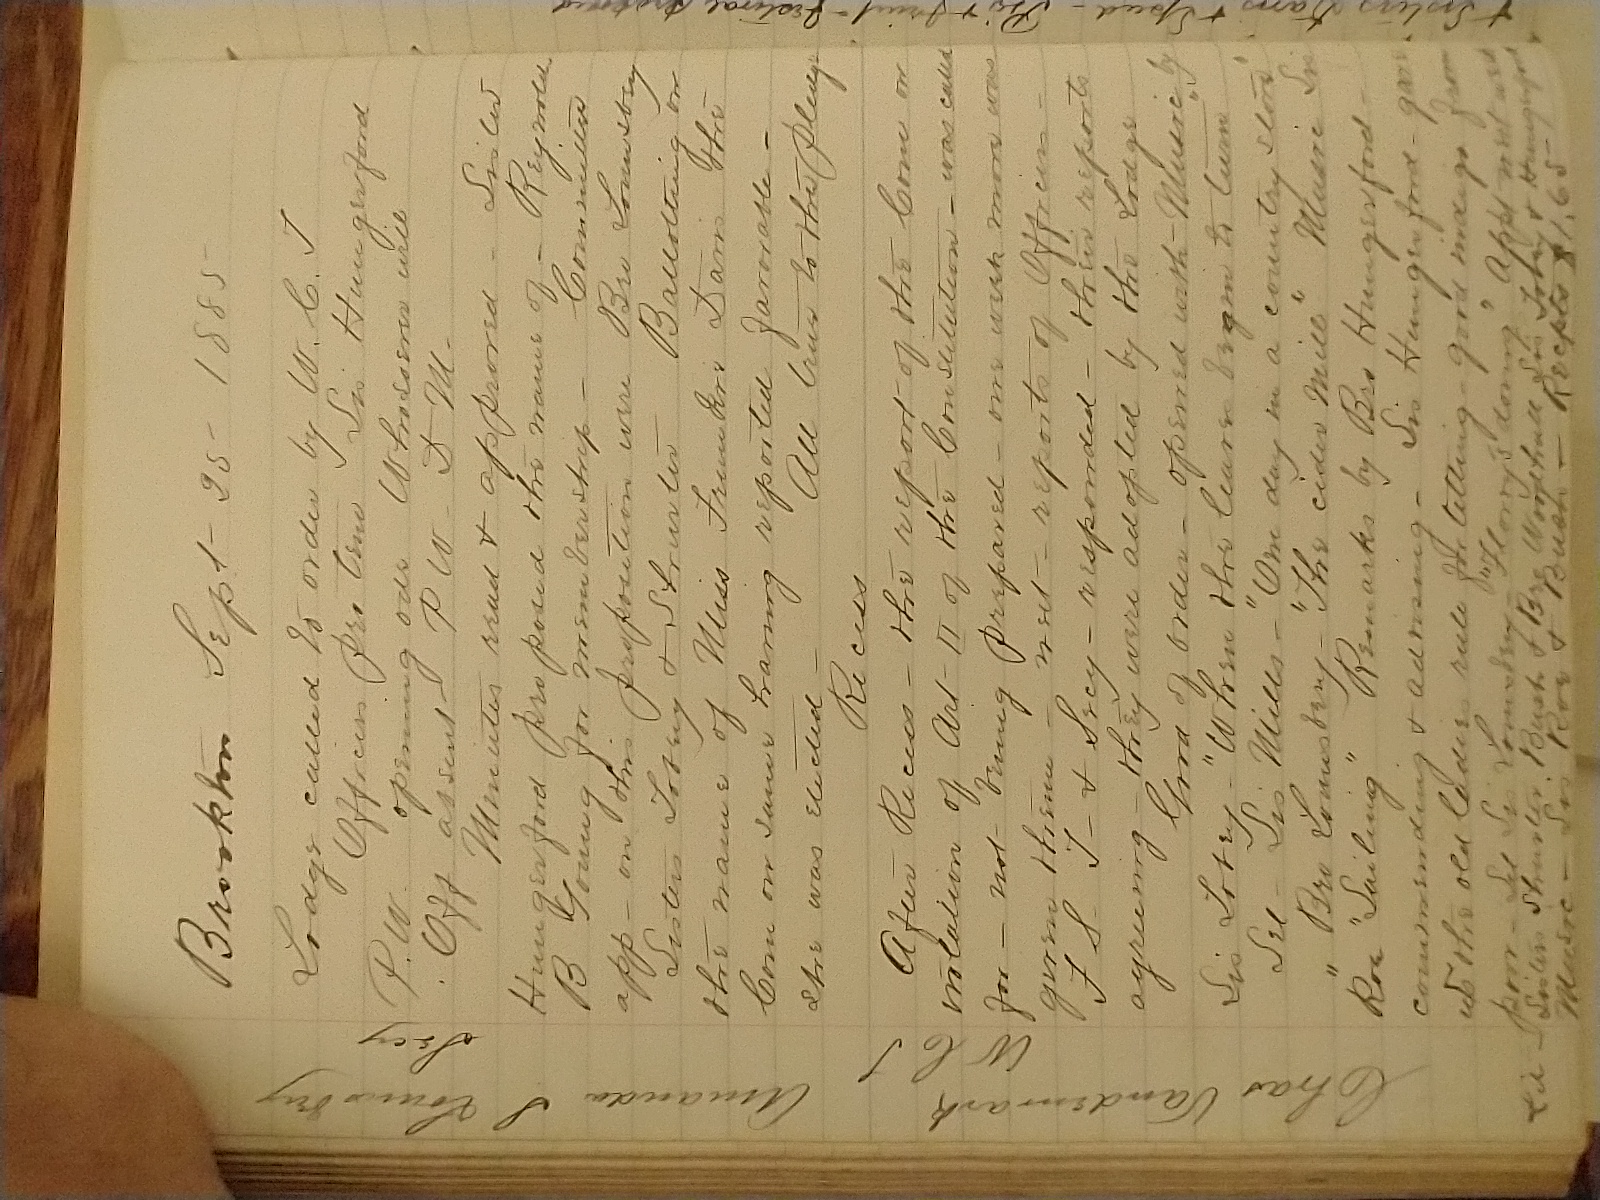 Brookton Sept 25 1885
Lodge called to order by W. C. T
Officers pro tem Sis Hungerford
P.W. opening ode Whosoever will
Off absent P W - D M.
Minutes read & approved - Sister
Hungerford proposed the name of - Reynolds
B Young for membership - Committee
app - on this proposition were Bro Lounsbery
Sisters Tobey & Shurter Ballotting on
the name of Miss Frankie Davis the
Com on same having reported favorable -
she was elected - All true to the pledge
Recess
After Recess - the report of the Com on
violation of Art II of the Constitution - was called
for - not being prepared - one week more was
given them - next - reports of Officers -
F S. T - & Secy - responded - their reports
agreeing - they were adopted by the Lodge
Good of order - opened with Music by
Sis Tobey - "When the leaves begin to turn"
Sel - Sis Mills - "One day in a country store"
" Bro Lounsbery - "The cider mill" Music Sis
Roe "Sailing" Remarks by Bro Hungerford -
commending & advising - Sis Hungerford - gave
us the old ladies rule for telling - good indigo from
poor - Sel Sis Lounsbery - "Florry's doing" Appt next week
Lit - Sisters Shurter Bush & Bro Woodhull Sis Tobey & Hungerford
Music - Sis Roe & Bush - Recpts $1.65
Chas Vandemark
W C T
Amanda S Lounsbery
Secy
& Sisters Davis & Speed - Pie & fruit - festival proposed